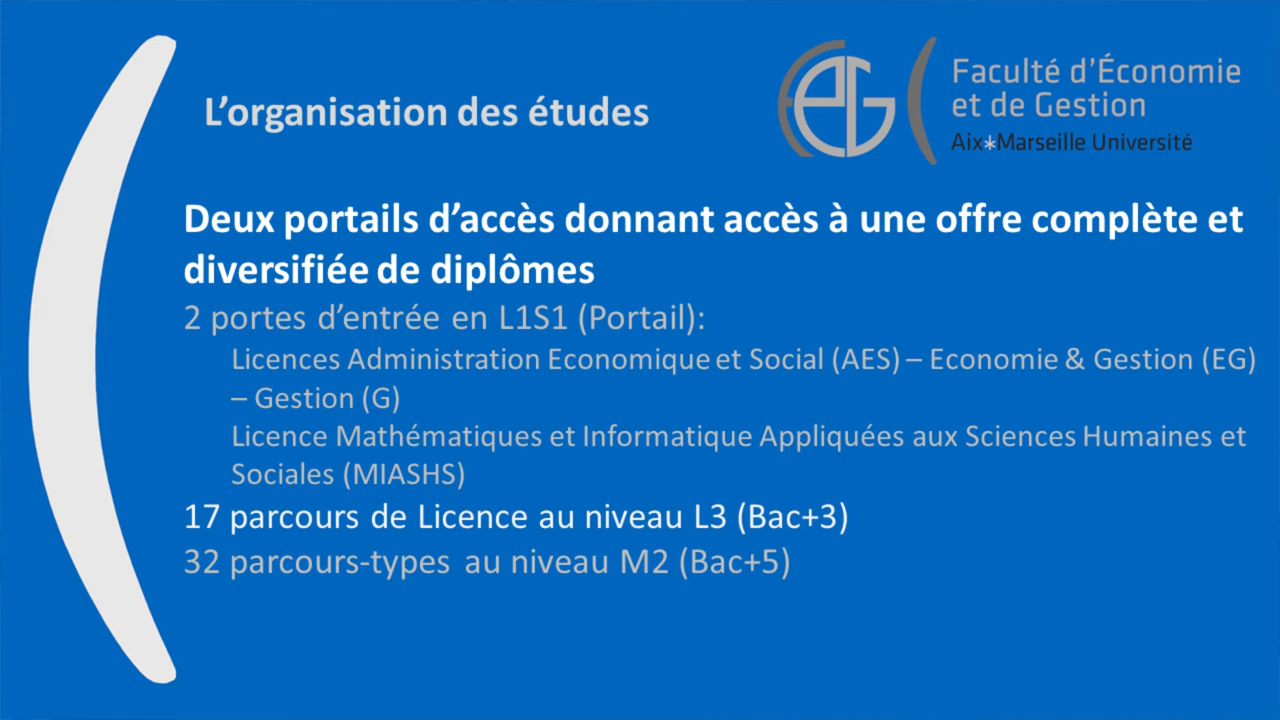 L’organisation des études
FEG
Faculté d’Économie
et de Gestion
Aix*Marseille Université
Deux portails d’accès donnant accès à une offre complète et
diversifiée de diplômes
2 portes d’entrée en L1S1 (Portail):
Licences Administration Economique et Social (AES) – Economie & Gestion (EG)
– Gestion (G)
Licence Mathématiques et Informatique Appliquées aux Sciences Humaines et
Sociales (MIASHS)
17 parcours de Licence au niveau L3 (Bac+3)
32 parcours-types au niveau M2 (Bac+5)